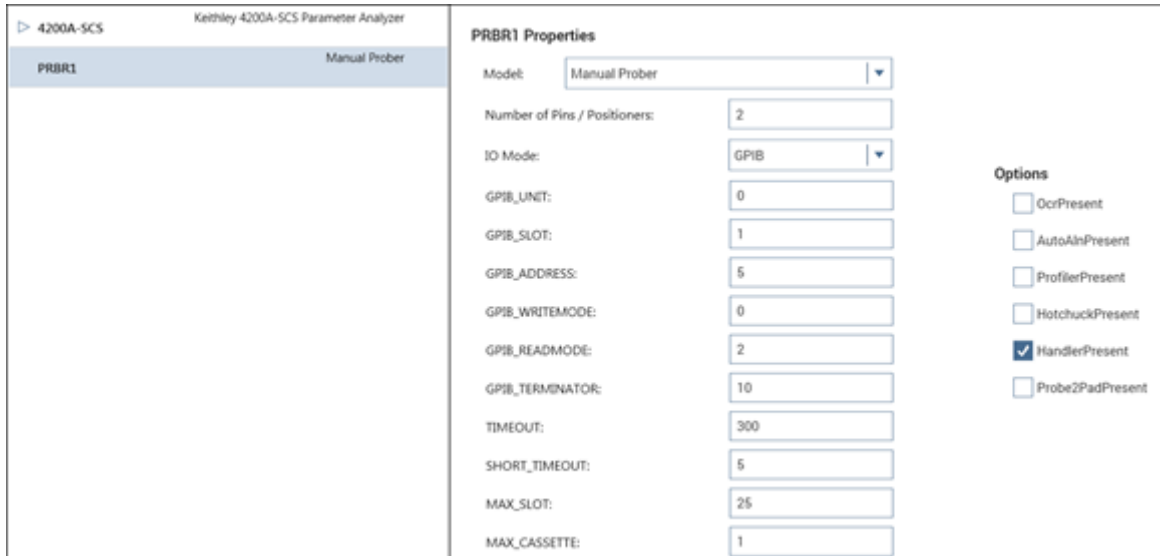 4200A-SCS
Keithley 4200A-SCS Parameter Analyzer
PRBR1
Manual Prober
PRBR1 Properties
Model: Manual Prober
Number of Pins / Positioners: 2
IO Mode: GPIB
GPIB_UNIT: 0
GPIB_SLOT: 1
GPIB_ADDRESS: 5
GPIB_WRITEMODE: 0
GPIB_READMODE: 2
GPIB_TERMINATOR: 10
TIMEOUT: 300
SHORT_TIMEOUT: 5
MAX_SLOT: 25
MAX_CASSETTE: 1
Options
OcrPresent
AutoAlnPresent
ProfilerPresent
HotchuckPresent
HandlerPresent
Probe2PadPresent